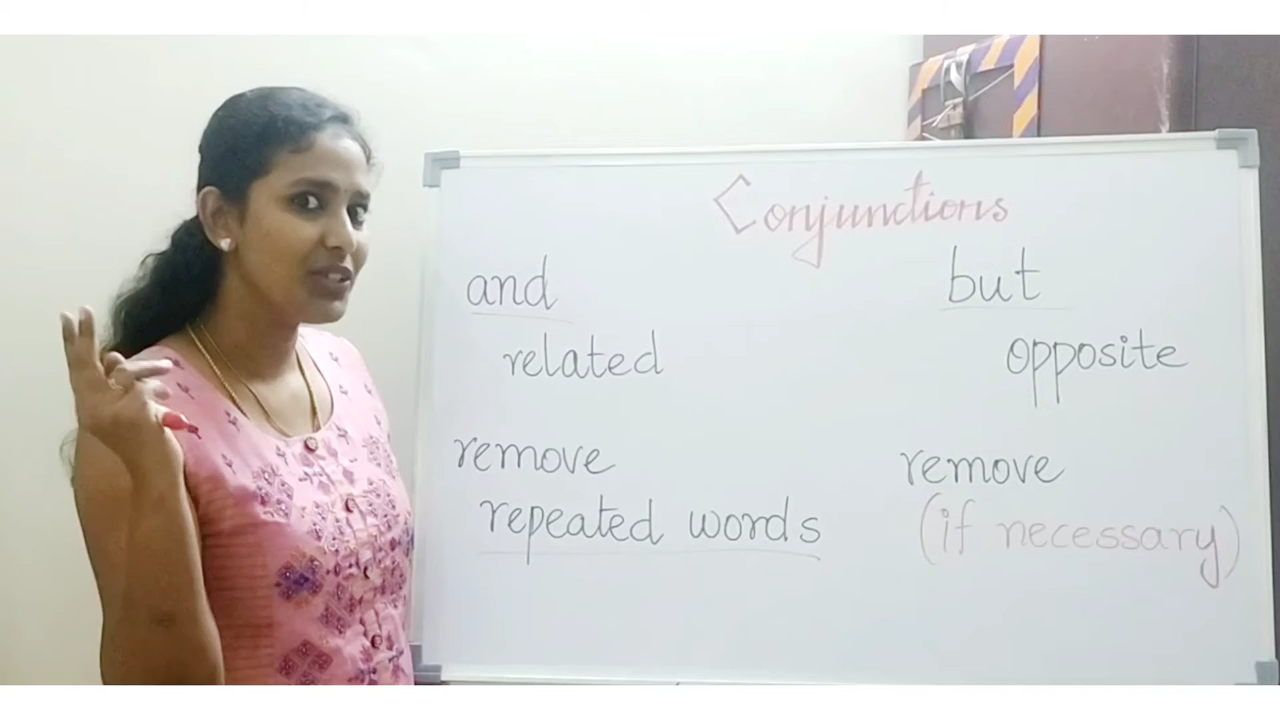 Conjunctions
and
related
remove
repeated words
but
opposite
remove
(if necessary)